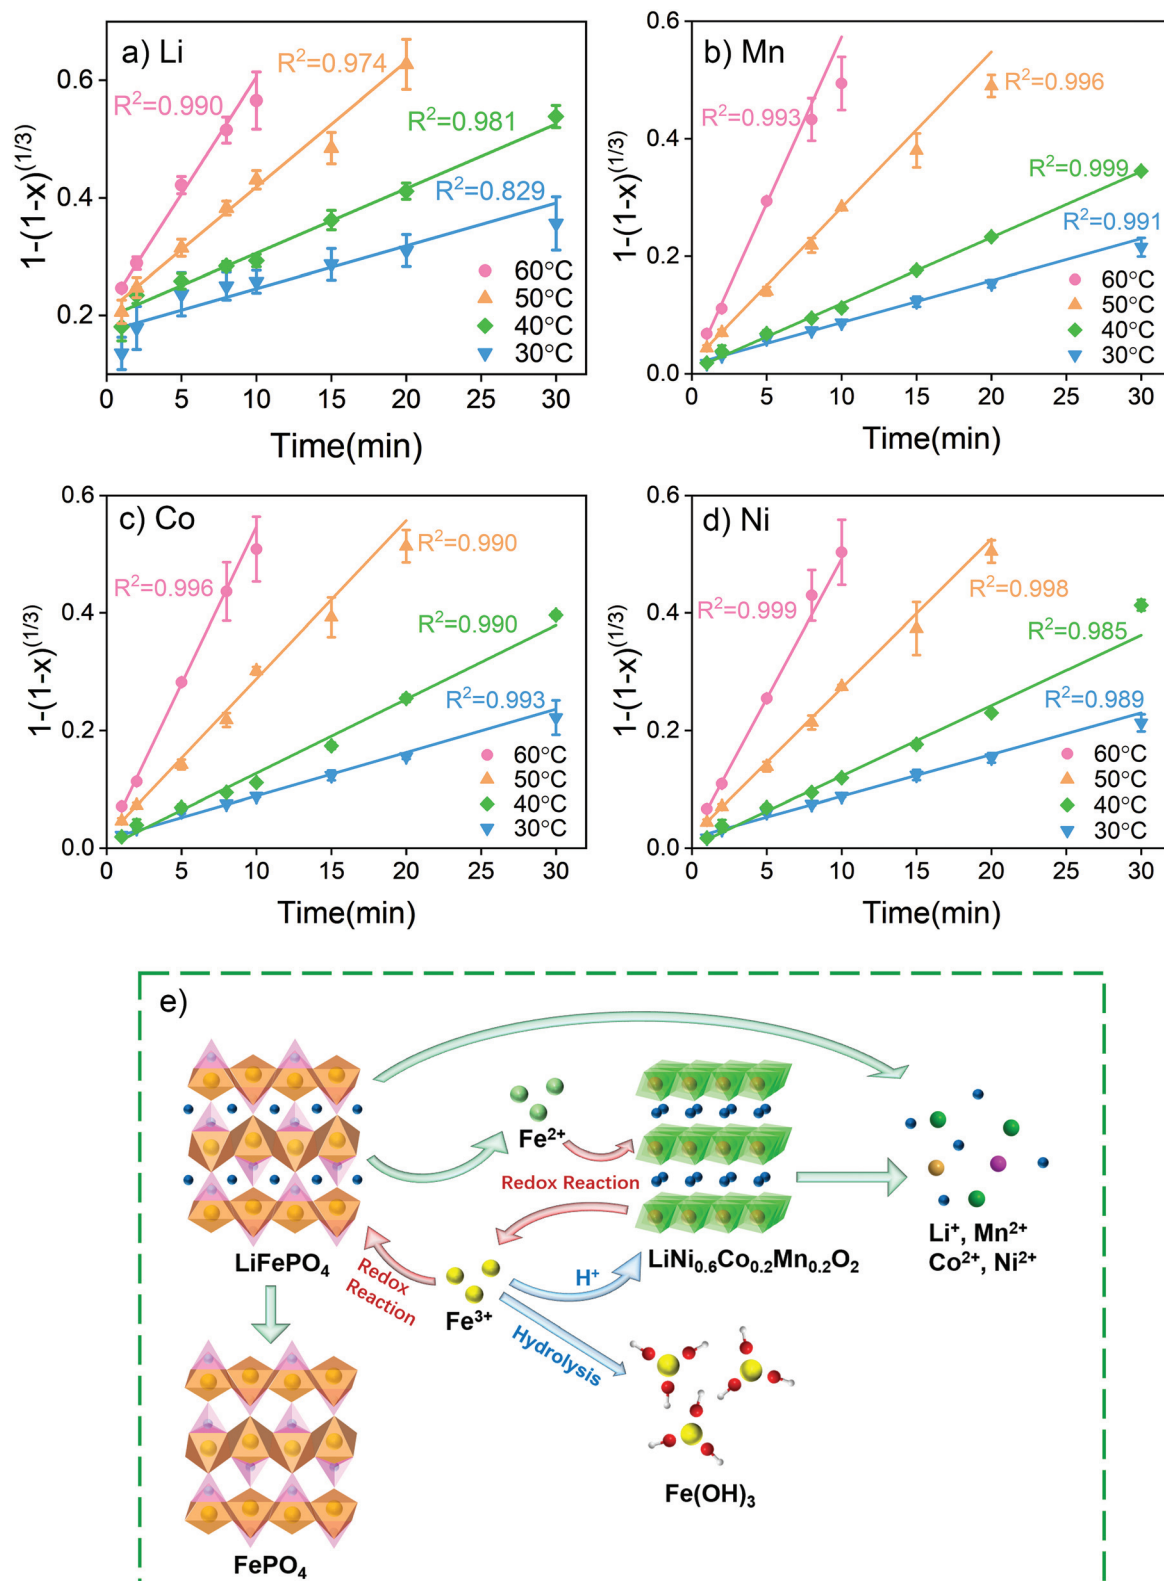 a) Li
R²=0.990
R²=0.974
R²=0.981
R²=0.829
60°C
50°C
40°C
30°C
0.6
0.4
0.2
1-(1-x)^(1/3)
0 5 10 15 20 25 30
Time(min)
b) Mn
R²=0.993
R²=0.996
R²=0.999
R²=0.991
60°C
50°C
40°C
30°C
0.6
0.4
0.2
0.0
1-(1-x)^(1/3)
0 5 10 15 20 25 30
Time(min)
c) Co
R²=0.996
R²=0.990
R²=0.990
R²=0.993
60°C
50°C
40°C
30°C
0.6
0.4
0.2
0.0
1-(1-x)^(1/3)
0 5 10 15 20 25 30
Time(min)
d) Ni
R²=0.999
R²=0.998
R²=0.985
R²=0.989
60°C
50°C
40°C
30°C
0.6
0.4
0.2
0.0
1-(1-x)^(1/3)
0 5 10 15 20 25 30
Time(min)
e)
Fe²⁺
Redox Reaction
LiFePO₄
Redox
Reaction
Fe³⁺
H⁺
Hydrolysis
LiNi₀.₆Co₀.₂Mn₀.₂O₂
Li⁺, Mn²⁺
Co²⁺, Ni²⁺
Fe(OH)₃
FePO₄